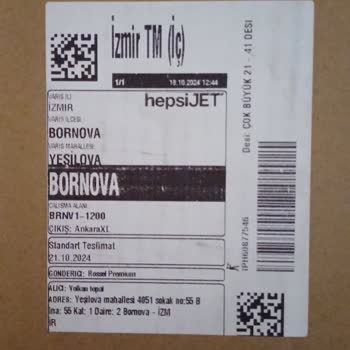 İzmir TM (İç)
1/1
19.10.2024 12:44
hepsiJET
VARIŞ İLİ
İZMİR
VARIŞ İLÇESİ
BORNOVA
VARIŞ MAHALLESİ
YEŞİLOVA
BORNOVA
ÇALIŞMA ALANI
BRNV1-1200
ÇIKIŞ: AnkaraXL
Standart Teslimat
21.10.2024
GÖNDERİCİ: Rossel Premium
ALICI: Volkan topal
ADRES: Yeşilova mahallesi 4051 sokak no:55 B
ina: 55 Kat: 1 Daire: 2 Bornova - İZM
İR
Desi: ÇOK BÜYÜK 21 - 41 DESI